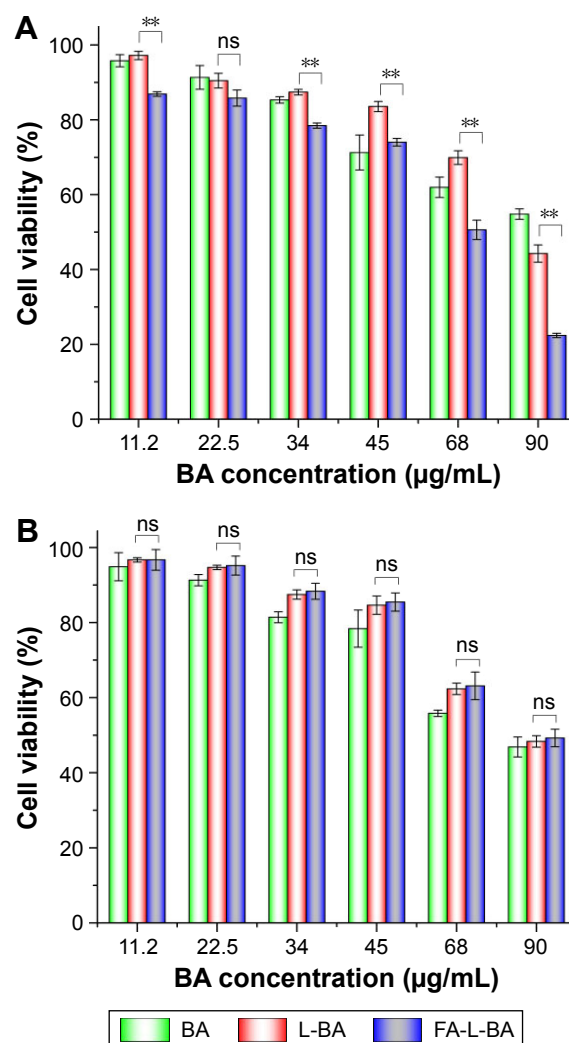 A
Cell viability (%)
100
80
60
40
20
0
** ns ** ** ** **
11.2 22.5 34 45 68 90
BA concentration (µg/mL)
B
Cell viability (%)
100
80
60
40
20
0
ns ns ns ns ns ns
11.2 22.5 34 45 68 90
BA concentration (µg/mL)
BA L-BA FA-L-BA